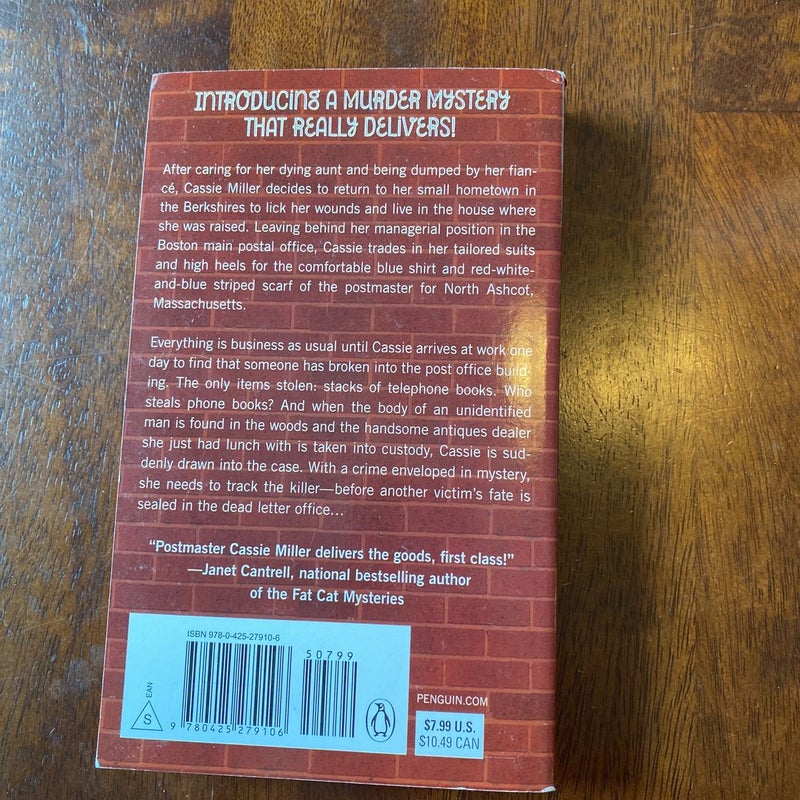 INTRODUCING A MURDER MYSTERY
THAT REALLY DELIVERS!
After caring for her dying aunt and being dumped by her fian-
cé, Cassie Miller decides to return to her small hometown in
the Berkshires to lick her wounds and live in the house where
she was raised. Leaving behind her managerial position in the
Boston main postal office, Cassie trades in her tailored suits
and high heels for the comfortable blue shirt and red-white-
and-blue striped scarf of the postmaster for North Ashcot,
Massachusetts.
Everything is business as usual until Cassie arrives at work one
day to find that someone has broken into the post office build-
ing. The only items stolen: stacks of telephone books. Who
steals phone books? And when the body of an unidentified
man is found in the woods and the handsome antiques dealer
she just had lunch with is taken into custody, Cassie is sud-
denly drawn into the case. With a crime enveloped in mystery,
she needs to track the killer—before another victim's fate is
sealed in the dead letter office…
“Postmaster Cassie Miller delivers the goods, first class!”
—Janet Cantrell, national bestselling author
of the Fat Cat Mysteries
ISBN 978-0-425-27910-6
50799
EAN
S
9 780425 279106
PENGUIN.COM
$7.99 U.S.
$10.49 CAN